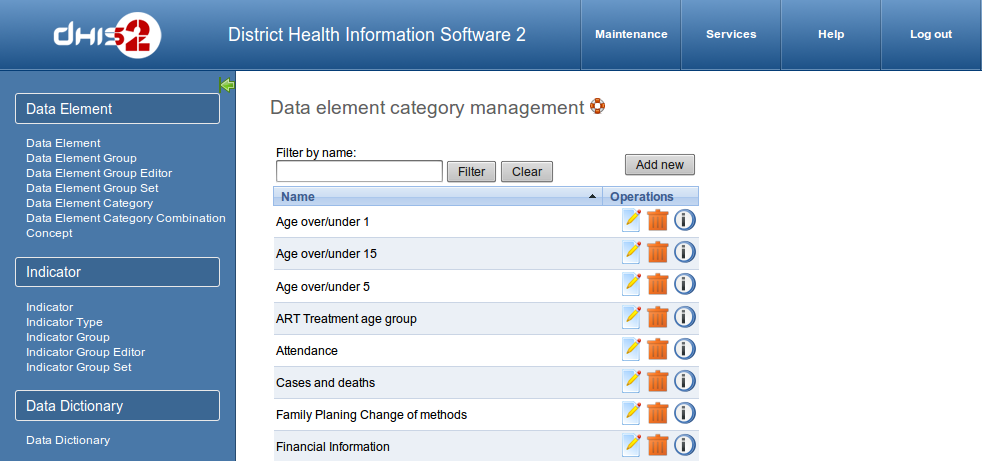 dhis2
District Health Information Software 2
Maintenance
Services
Help
Log out
Data Element
Data Element
Data Element Group
Data Element Group Editor
Data Element Group Set
Data Element Category
Data Element Category Combination
Concept
Indicator
Indicator
Indicator Type
Indicator Group
Indicator Group Editor
Indicator Group Set
Data Dictionary
Data Dictionary
Data element category management
Filter by name:
Filter
Clear
Add new
Name
Operations
Age over/under 1
Age over/under 15
Age over/under 5
ART Treatment age group
Attendance
Cases and deaths
Family Planing Change of methods
Financial Information